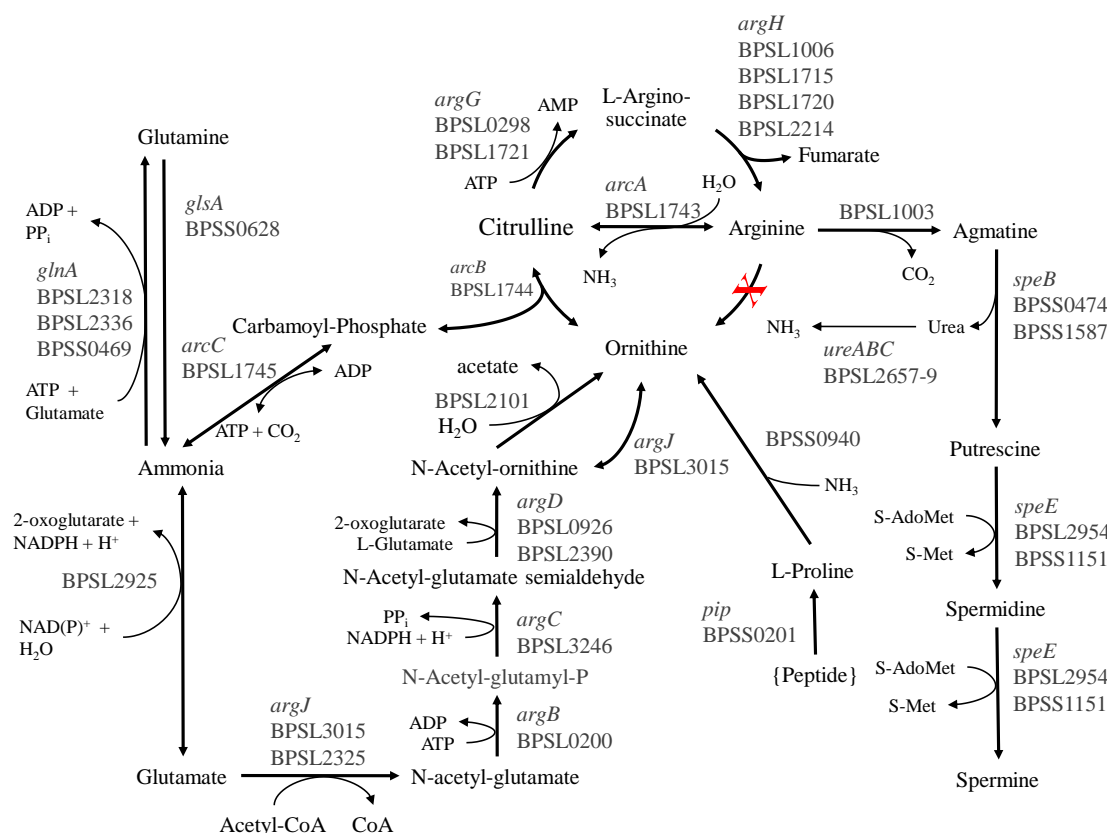 argH
BPSL1006
BPSL1715
BPSL1720
BPSL2214
L-Argino-
succinate
AMP
argG
BPSL0298
BPSL1721
ATP
Fumarate
Glutamine
glsA
BPSS0628
ADP +
PPi
glnA
BPSL2318
BPSL2336
BPSS0469
ATP +
Glutamate
Citrulline
arcA
BPSL1743
H2O
NH3
Arginine
BPSL1003
CO2
Agmatine
arcB
BPSL1744
Carbamoyl-Phosphate
arcC
BPSL1745
ADP
ATP + CO2
Ornithine
NH3
Urea
ureABC
BPSL2657-9
speB
BPSS0474
BPSS1587
acetate
BPSL2101
H2O
argJ
BPSL3015
BPSS0940
NH3
Putrescine
Ammonia
N-Acetyl-ornithine
argD
BPSL0926
BPSL2390
2-oxoglutarate
L-Glutamate
2-oxoglutarate +
NADPH + H+
BPSL2925
NAD(P)+ +
H2O
N-Acetyl-glutamate semialdehyde
L-Proline
S-AdoMet
S-Met
speE
BPSL2954
BPSS1151
PPi
NADPH + H+
argC
BPSL3246
pip
BPSS0201
Spermidine
N-Acetyl-glutamyl-P
{Peptide}
S-AdoMet
S-Met
speE
BPSL2954
BPSS1151
argJ
BPSL3015
BPSL2325
ADP
ATP
argB
BPSL0200
Glutamate
N-acetyl-glutamate
Spermine
Acetyl-CoA
CoA